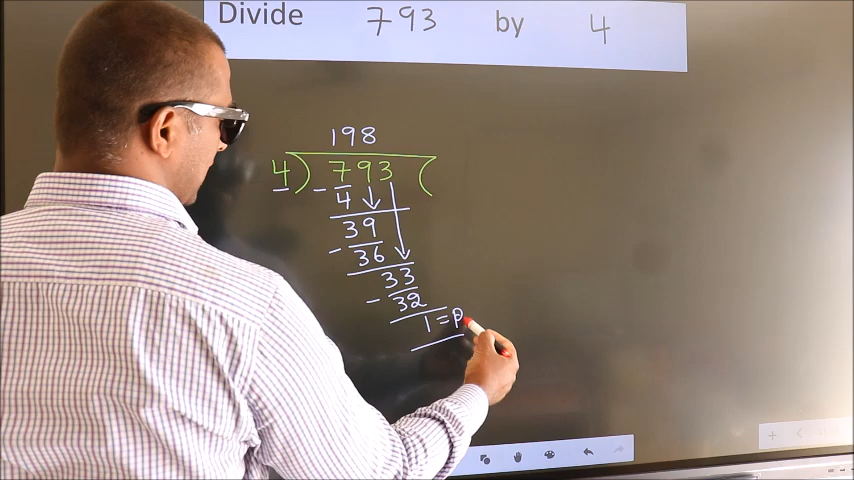 Divide 793 by 4
198
4) 793 (
- 4
39
- 36
33
- 32
1 = P